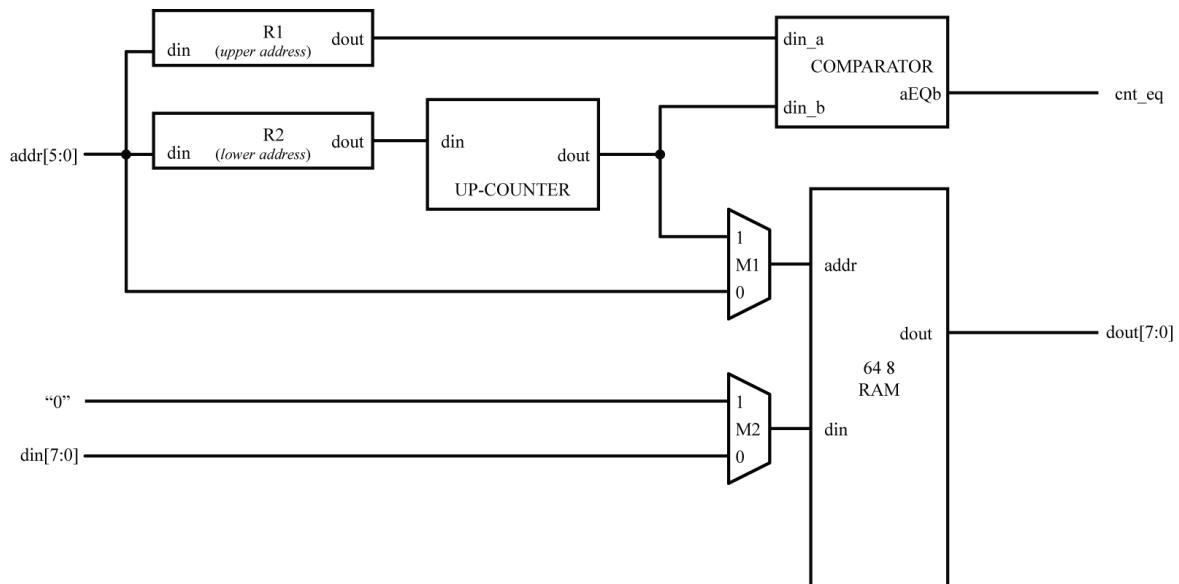 R1
(upper address)
din
dout
din_a
COMPARATOR
aEQb
cnt_eq
din_b
R2
(lower address)
din
dout
addr[5:0]
din
dout
UP-COUNTER
1
M1
0
addr
dout
dout[7:0]
64 8
RAM
“0”
1
M2
0
din
din[7:0]